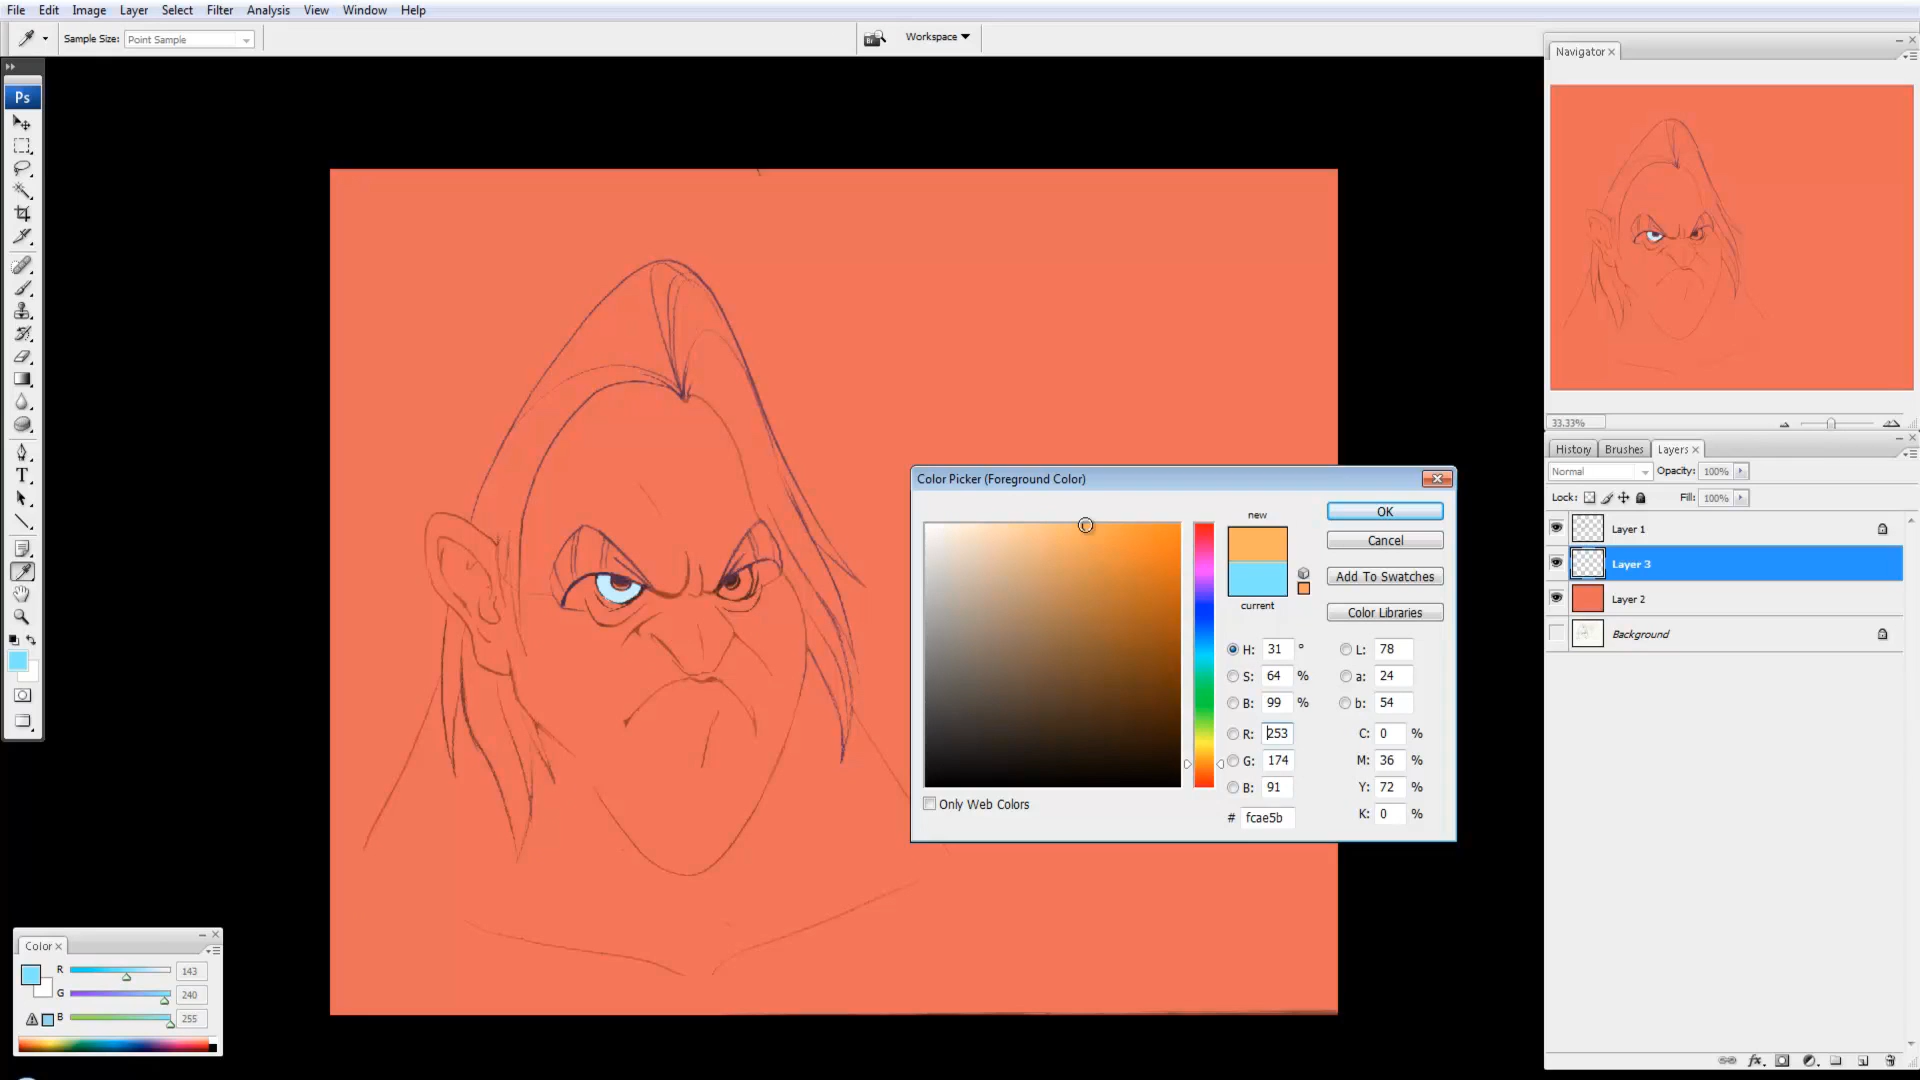 File Edit Image Layer Select Filter Analysis View Window Help
Sample Size: Point Sample
Workspace
Ps
Navigator
33.33%
History Brushes Layers
Normal Opacity: 100%
Lock: Fill: 100%
Layer 1
Layer 3
Layer 2
Background
Color Picker (Foreground Color)
new
current
OK
Cancel
Add To Swatches
Color Libraries
H: 31 °
S: 64 %
B: 99 %
R: 253
G: 174
B: 91
# fcae5b
L: 78
a: 24
b: 54
C: 0 %
M: 36 %
Y: 72 %
K: 0 %
Only Web Colors
T
Color
R 143
G 240
B 255
fx